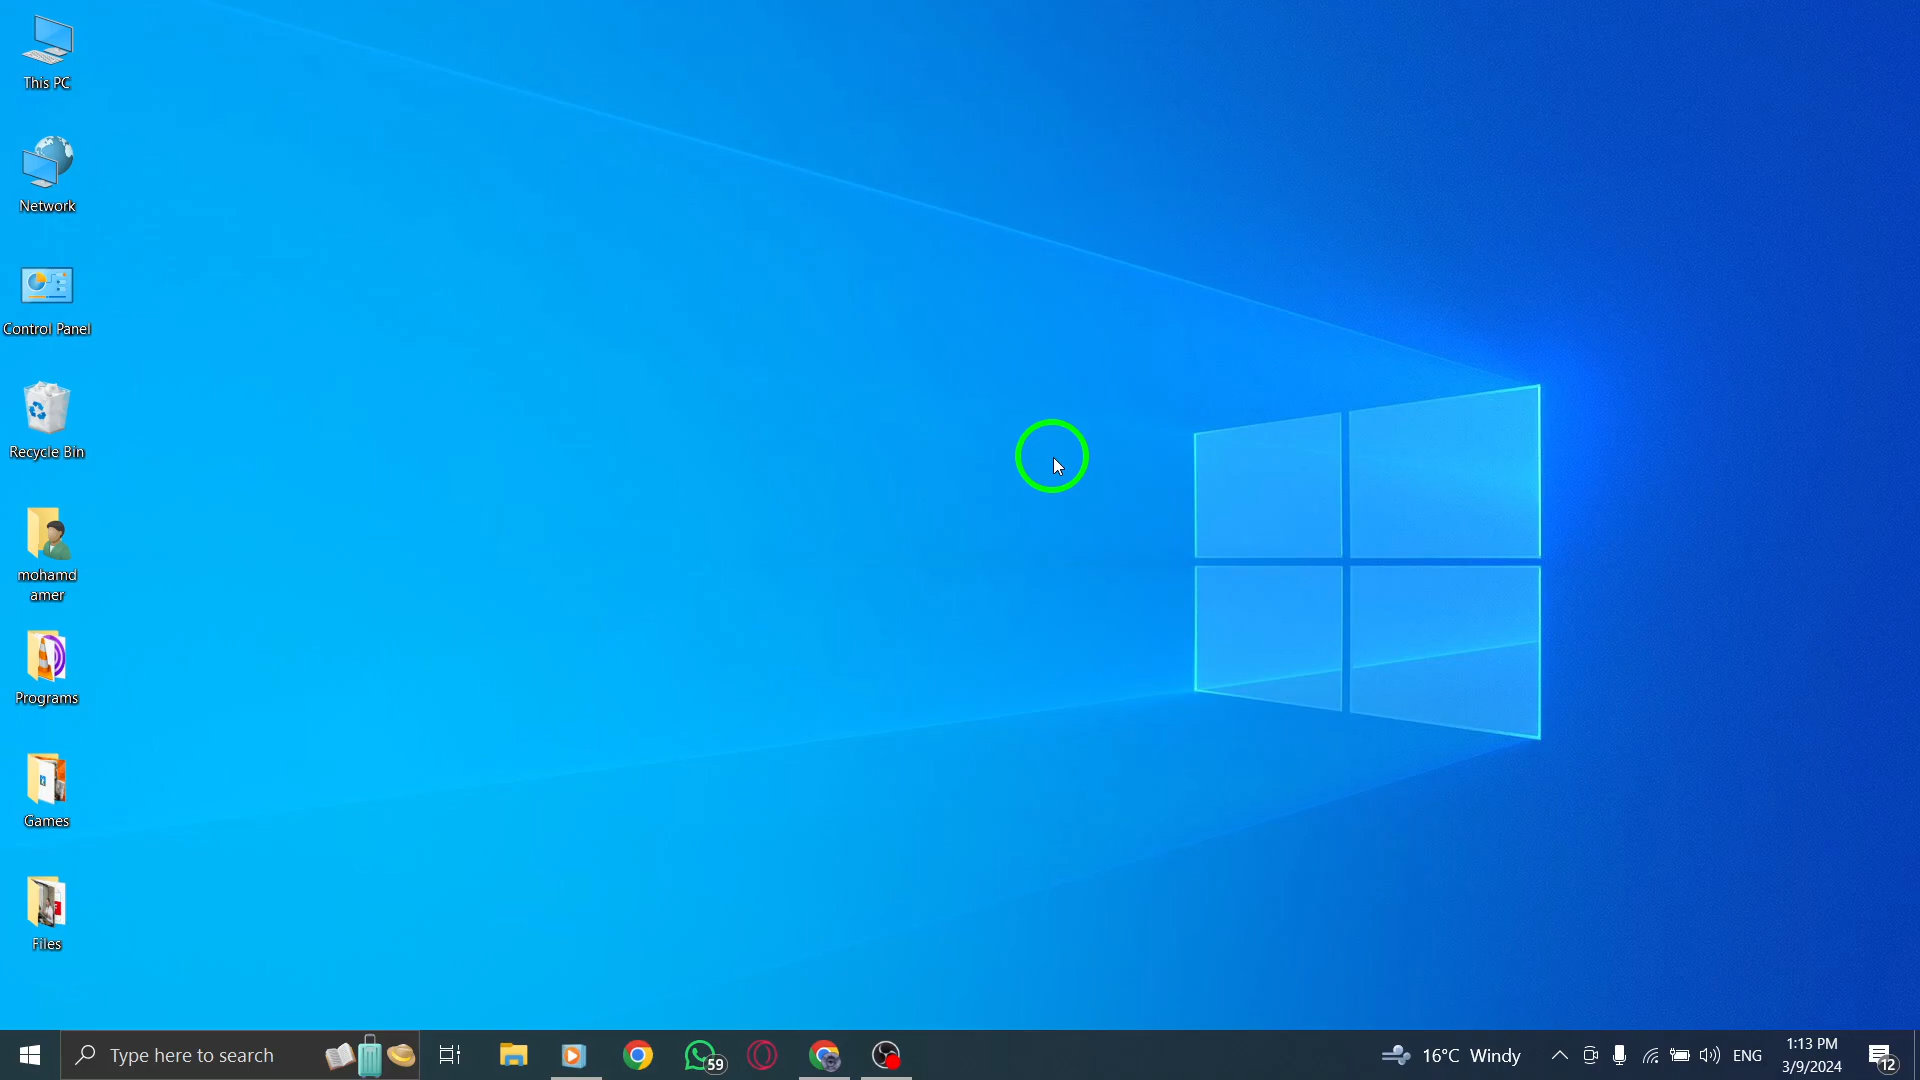 This PC
Network
Control Panel
Recycle Bin
mohamd
amer
Programs
Games
Files
Type here to search
59
16°C Windy
ENG
1:13 PM
3/9/2024
12